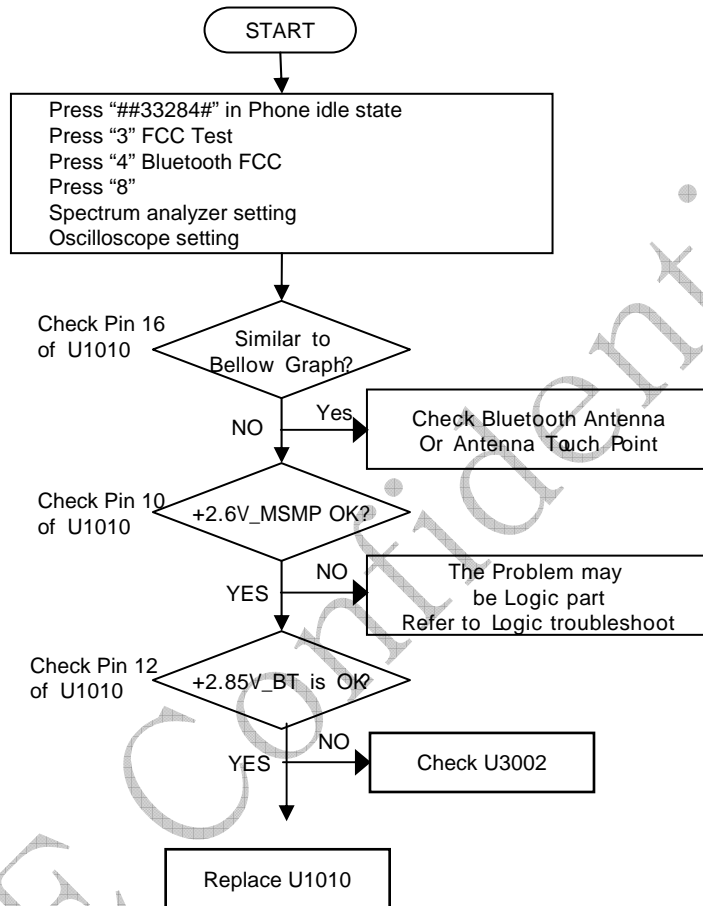 START
Press “##33284#” in Phone idle state
Press “3” FCC Test
Press “4” Bluetooth FCC
Press “8”
Spectrum analyzer setting
Oscilloscope setting
Check Pin 16
of U1010
Similar to
Bellow Graph?
NO
Yes
Check Bluetooth Antenna
Or Antenna Touch Point
Check Pin 10
of U1010
+2.6V_MSMP OK?
YES
NO
The Problem may
be Logic part
Refer to Logic troubleshoot
Check Pin 12
of U1010
+2.85V_BT is OK?
YES
NO
Check U3002
Replace U1010
E Confidenti